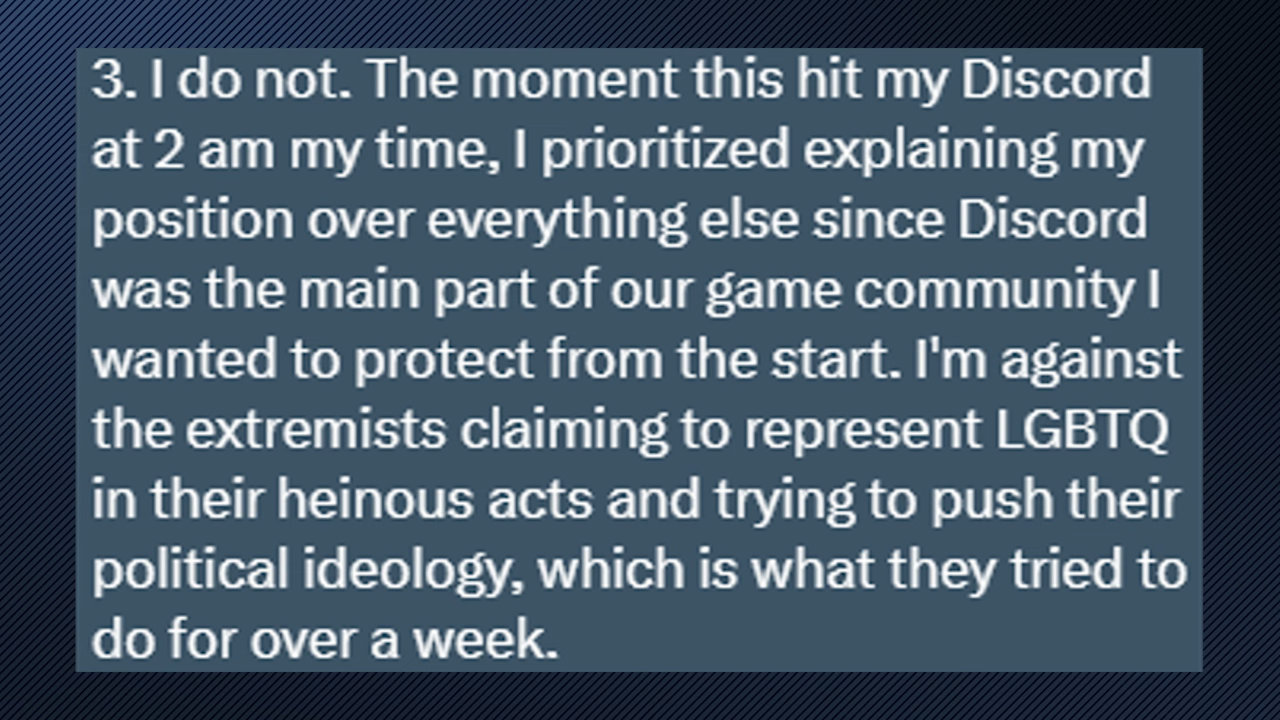 3. I do not. The moment this hit my Discord
at 2 am my time, I prioritized explaining my
position over everything else since Discord
was the main part of our game community I
wanted to protect from the start. I'm against
the extremists claiming to represent LGBTQ
in their heinous acts and trying to push their
political ideology, which is what they tried to
do for over a week.